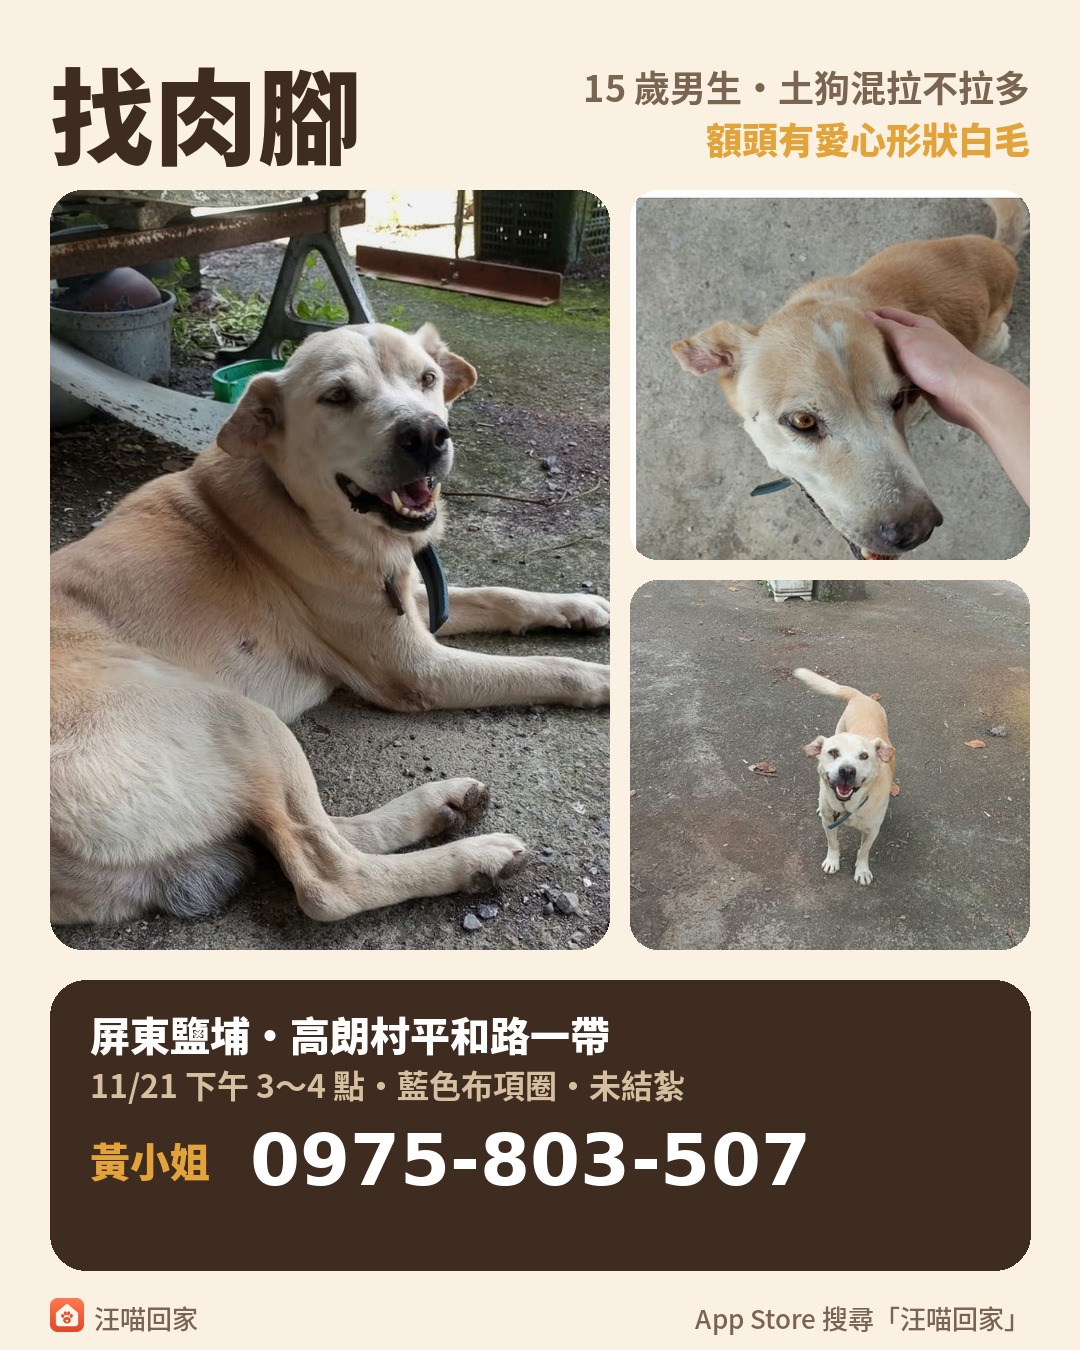 找肉腳
15 歲男生・土狗混拉不拉多
額頭有愛心形狀白毛
屏東鹽埔・高朗村平和路一帶
11/21 下午 3～4 點・藍色布項圈・未結紮
黃小姐 0975-803-507
汪喵回家
App Store 搜尋「汪喵回家」